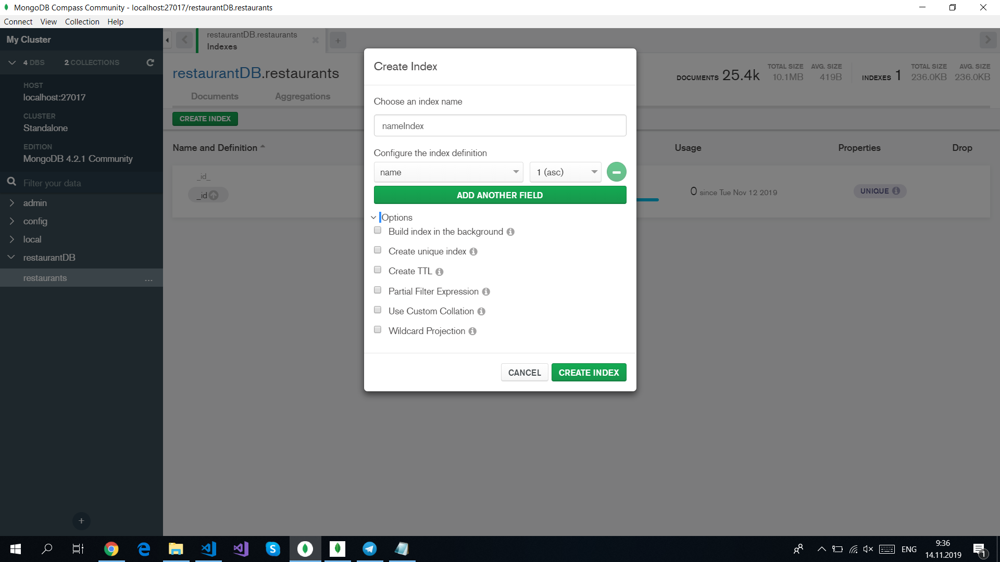 MongoDB Compass Community - localhost:27017/restaurantDB.restaurants
Connect View Collection Help
My Cluster
4 DBS 2 COLLECTIONS
HOST
localhost:27017
CLUSTER
Standalone
EDITION
MongoDB 4.2.1 Community
Filter your data
admin
config
local
restaurantDB
restaurants ...
+
restaurantDB.restaurants
Indexes
+
restaurantDB.restaurants
DOCUMENTS 25.4k TOTAL SIZE 10.1MB AVG. SIZE 419B INDEXES 1 TOTAL SIZE 236.0KB AVG. SIZE 236.0KB
Documents Aggregations
CREATE INDEX
Name and Definition Usage Properties Drop
_id_
_id
0 since Tue Nov 12 2019
UNIQUE
Create Index
Choose an index name
nameIndex
Configure the index definition
name 1 (asc)
ADD ANOTHER FIELD
Options
Build index in the background
Create unique index
Create TTL
Partial Filter Expression
Use Custom Collation
Wildcard Projection
CANCEL CREATE INDEX
ENG
9:36
14.11.2019
1